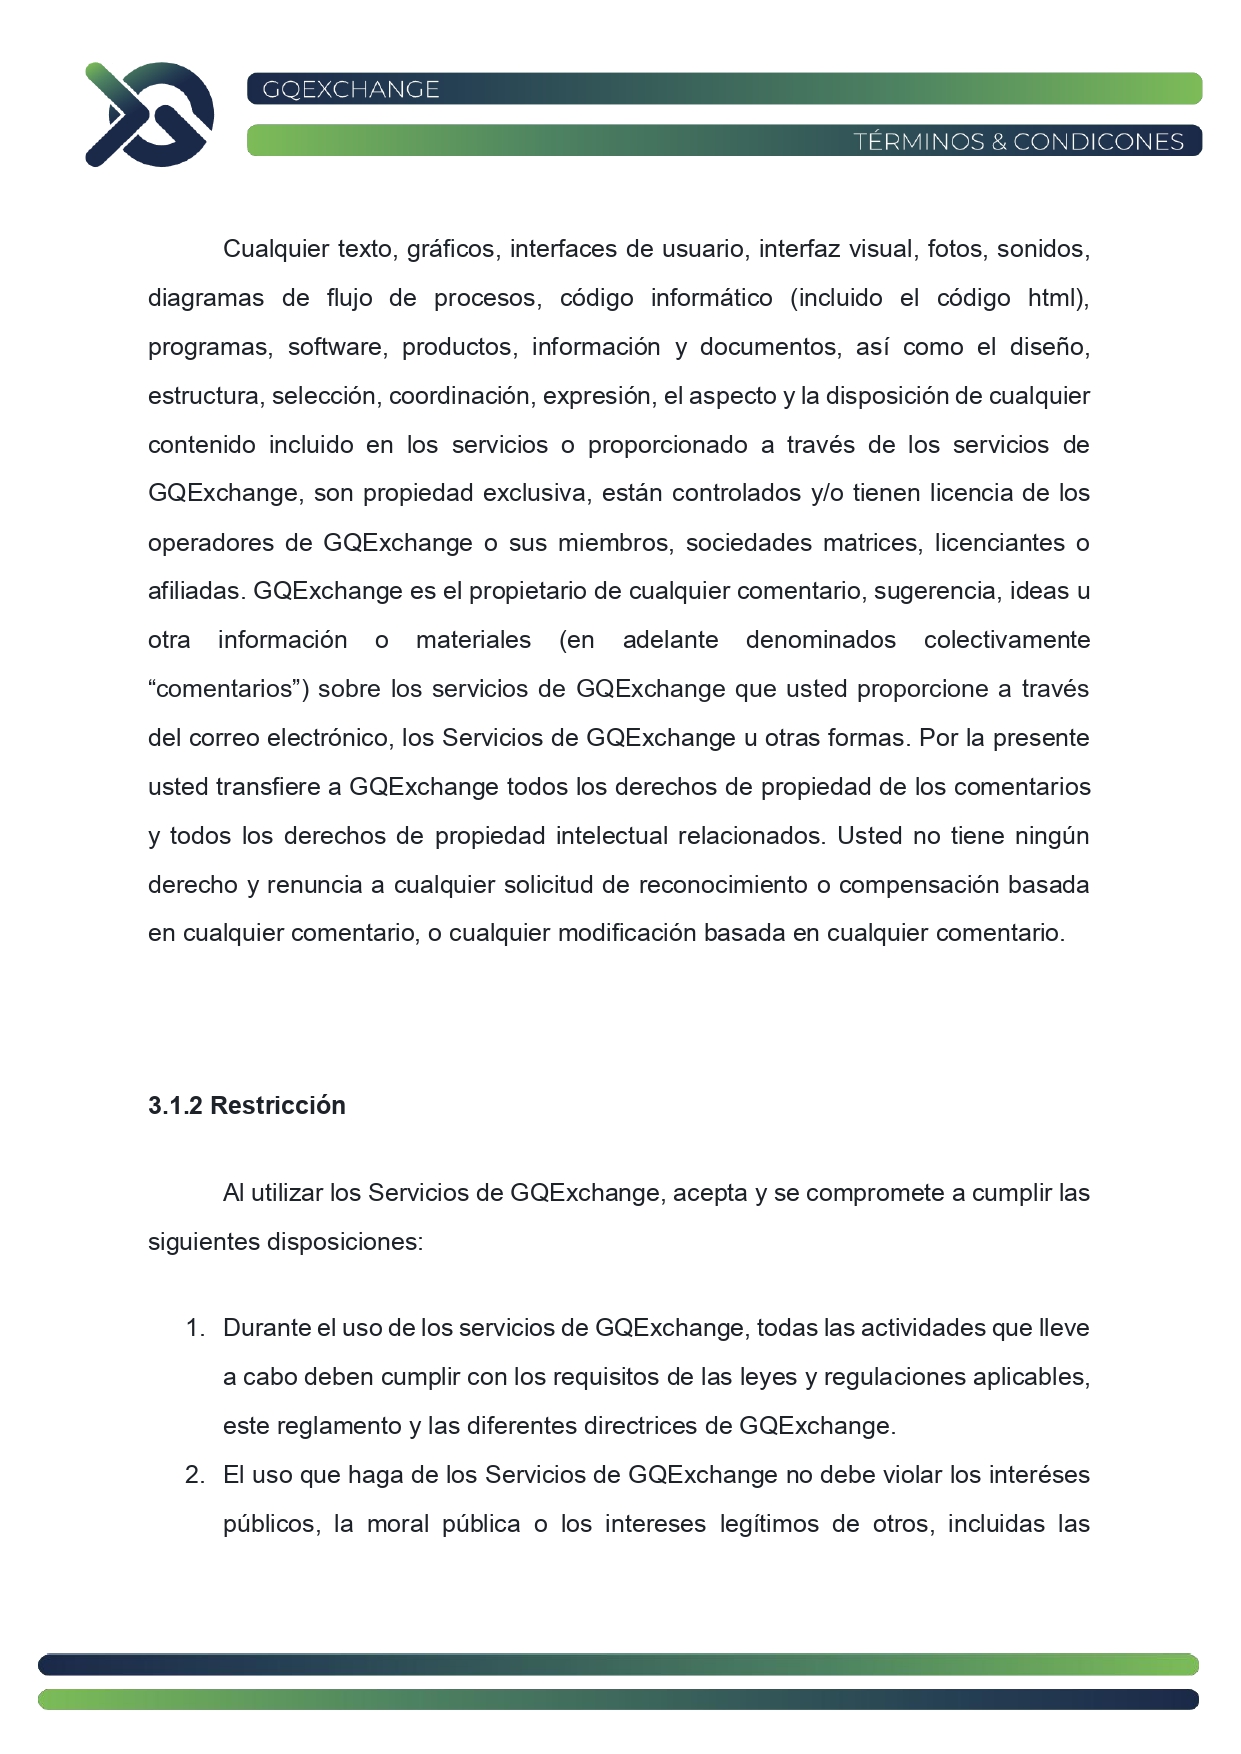 GQEXCHANGE
TÉRMINOS & CONDICONES
Cualquier texto, gráficos, interfaces de usuario, interfaz visual, fotos, sonidos,
diagramas de flujo de procesos, código informático (incluido el código html),
programas, software, productos, información y documentos, así como el diseño,
estructura, selección, coordinación, expresión, el aspecto y la disposición de cualquier
contenido incluido en los servicios o proporcionado a través de los servicios de
GQExchange, son propiedad exclusiva, están controlados y/o tienen licencia de los
operadores de GQExchange o sus miembros, sociedades matrices, licenciantes o
afiliadas. GQExchange es el propietario de cualquier comentario, sugerencia, ideas u
otra información o materiales (en adelante denominados colectivamente
“comentarios”) sobre los servicios de GQExchange que usted proporcione a través
del correo electrónico, los Servicios de GQExchange u otras formas. Por la presente
usted transfiere a GQExchange todos los derechos de propiedad de los comentarios
y todos los derechos de propiedad intelectual relacionados. Usted no tiene ningún
derecho y renuncia a cualquier solicitud de reconocimiento o compensación basada
en cualquier comentario, o cualquier modificación basada en cualquier comentario.
3.1.2 Restricción
Al utilizar los Servicios de GQExchange, acepta y se compromete a cumplir las
siguientes disposiciones:
1. Durante el uso de los servicios de GQExchange, todas las actividades que lleve
a cabo deben cumplir con los requisitos de las leyes y regulaciones aplicables,
este reglamento y las diferentes directrices de GQExchange.
2. El uso que haga de los Servicios de GQExchange no debe violar los interéses
públicos, la moral pública o los intereses legítimos de otros, incluidas las